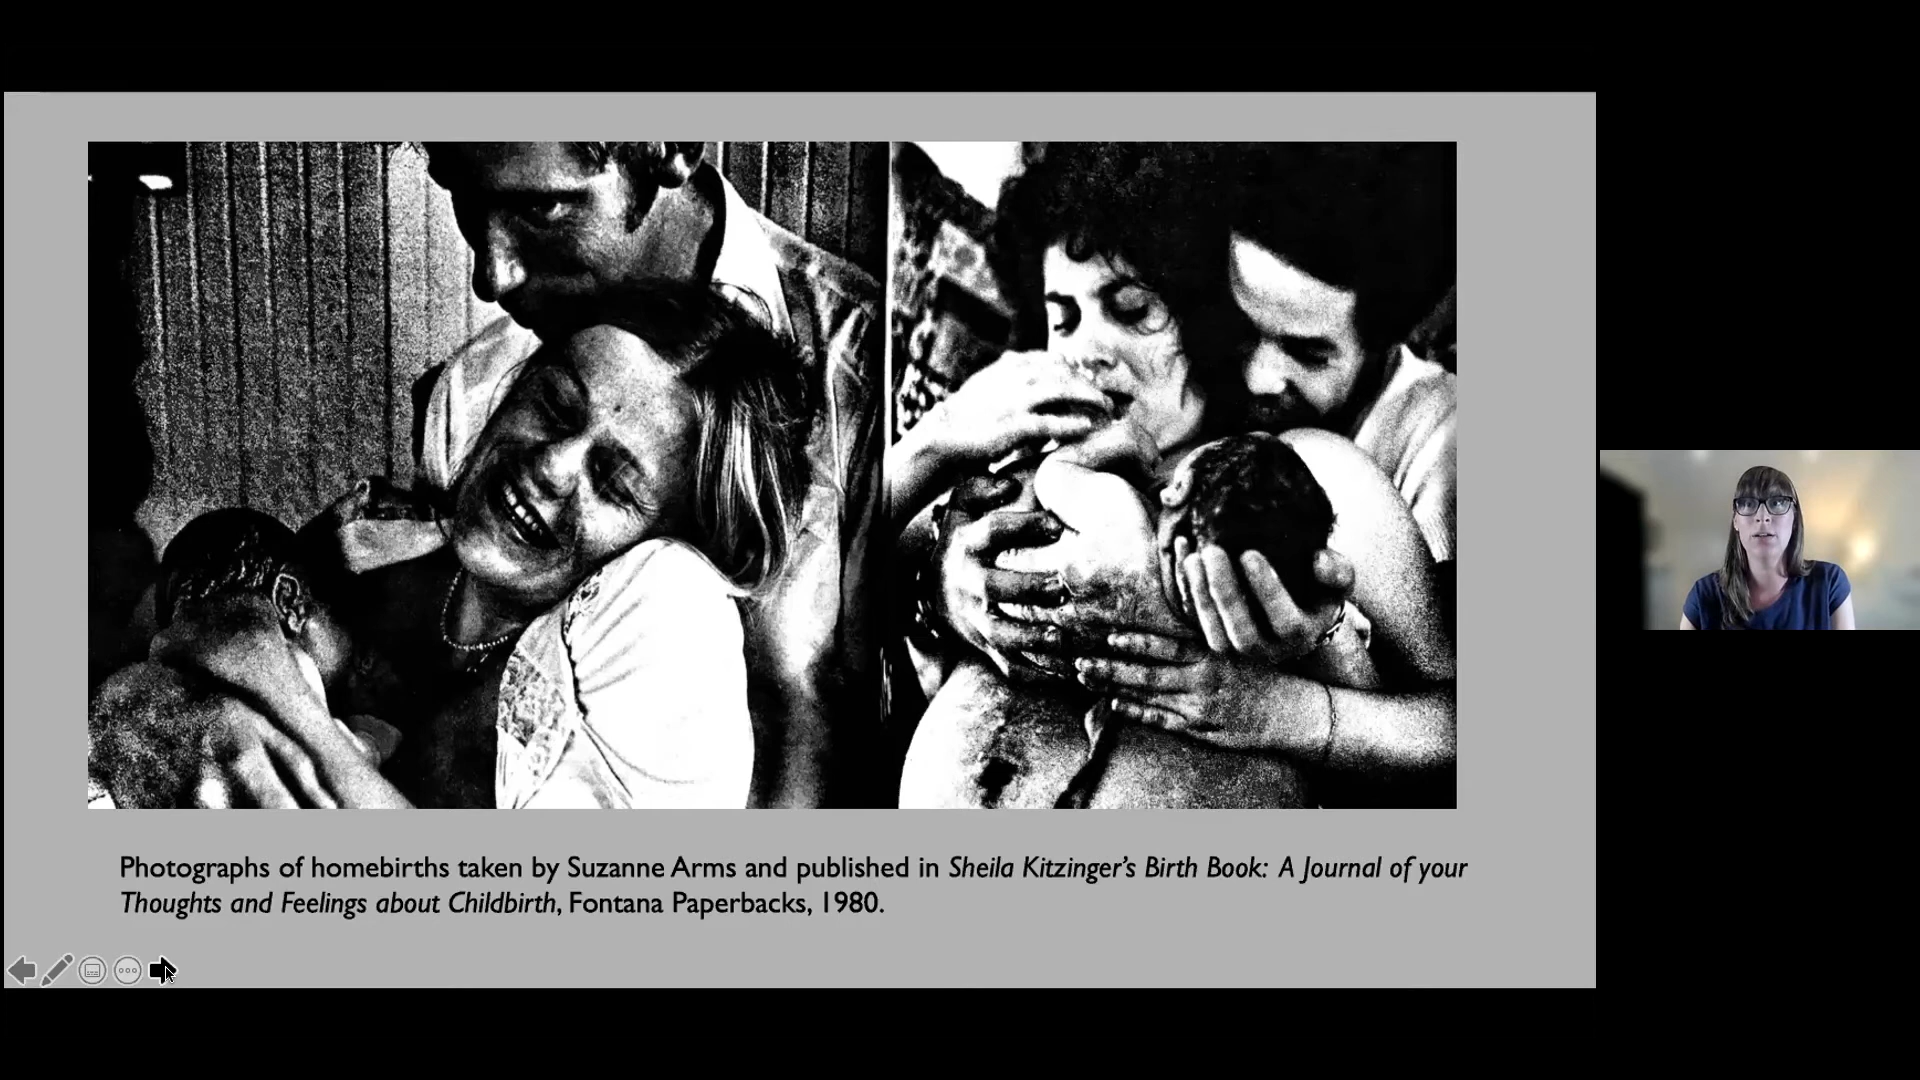 Photographs of homebirths taken by Suzanne Arms and published in Sheila Kitzinger’s Birth Book: A Journal of your
Thoughts and Feelings about Childbirth, Fontana Paperbacks, 1980.